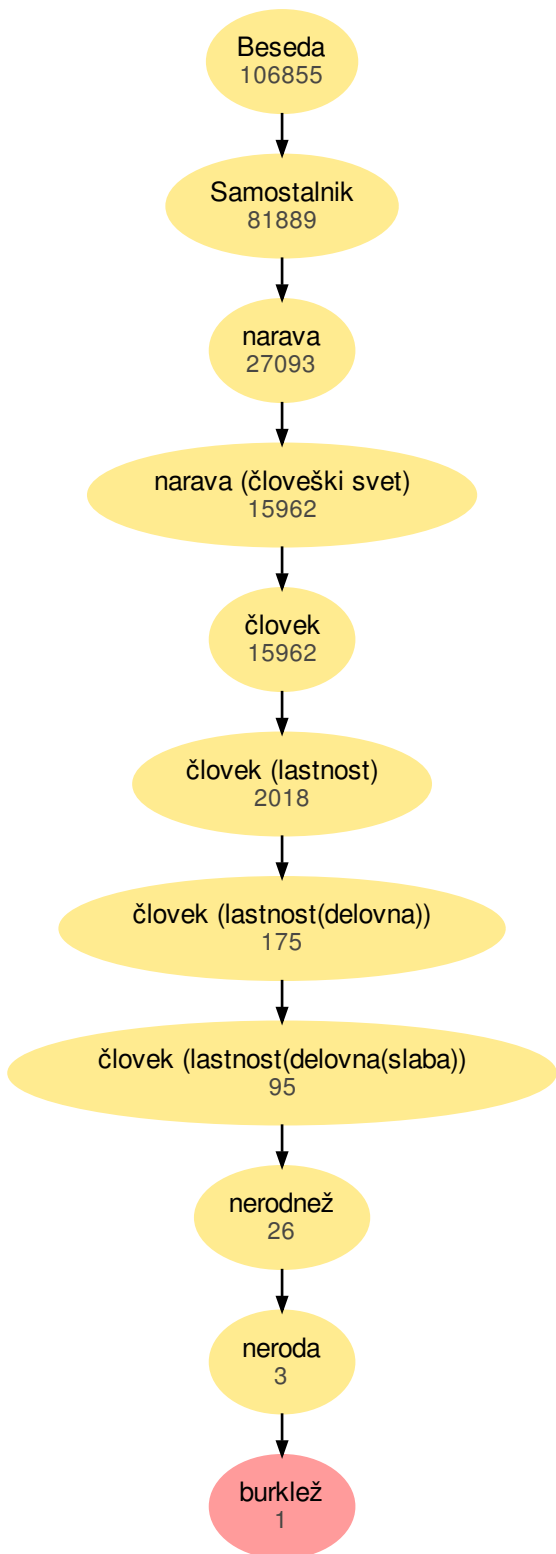 Beseda
106855
Samostalnik
81889
narava
27093
narava (človeški svet)
15962
človek
15962
človek (lastnost)
2018
človek (lastnost(delovna))
175
človek (lastnost(delovna(slaba))
95
nerodnež
26
neroda
3
burklež
1